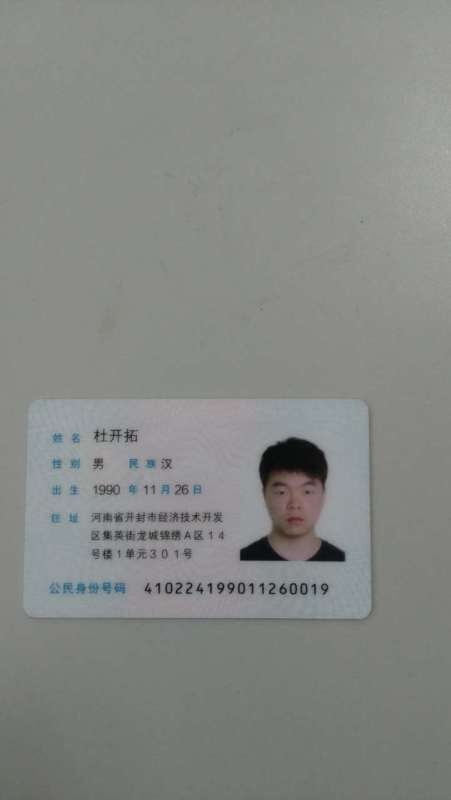 姓名 杜开拓
性别 男 民族 汉
出生 1990 年 11 月 26 日
住址 河南省开封市经济技术开发
区集英街龙城锦绣A区14
号楼1单元301号
公民身份号码 410224199011260019